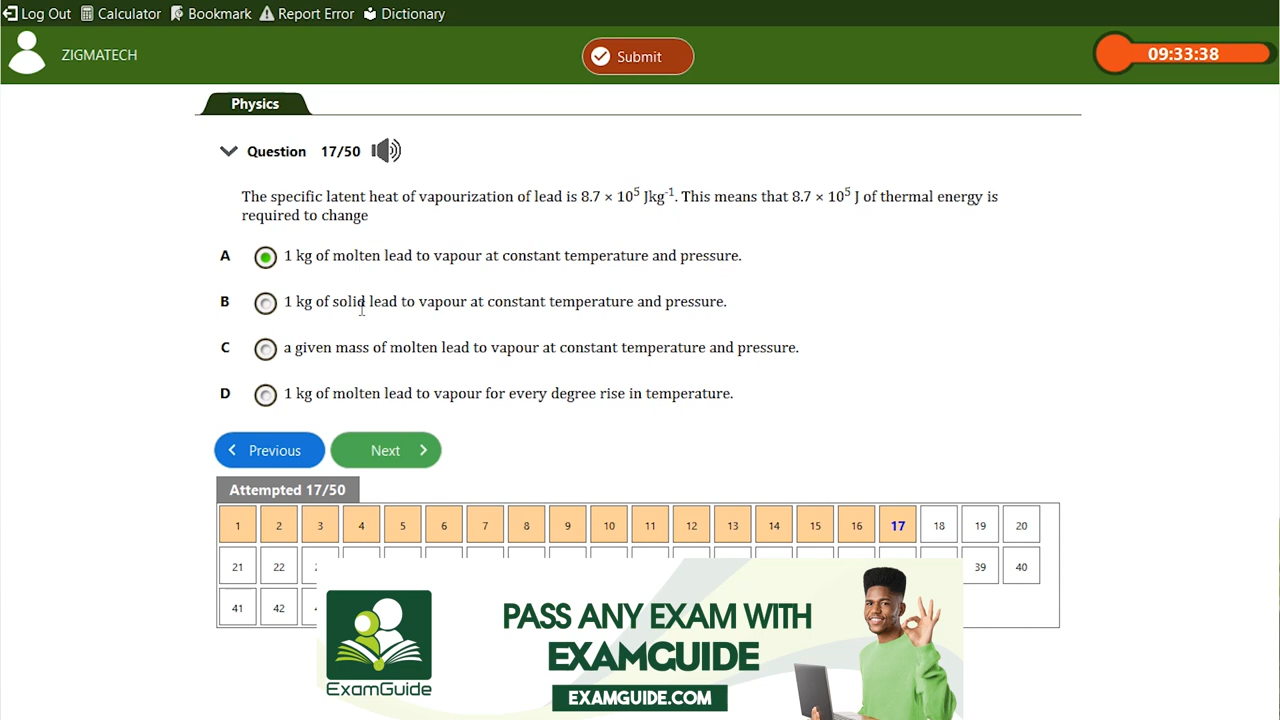 Log Out Calculator Bookmark Report Error Dictionary
ZIGMATECH
Submit
09:33:38
Physics
Question 17/50
The specific latent heat of vapourization of lead is 8.7 × 10⁵ Jkg⁻¹. This means that 8.7 × 10⁵ J of thermal energy is
required to change
A 1 kg of molten lead to vapour at constant temperature and pressure.
B 1 kg of solid lead to vapour at constant temperature and pressure.
C a given mass of molten lead to vapour at constant temperature and pressure.
D 1 kg of molten lead to vapour for every degree rise in temperature.
Previous Next
Attempted 17/50
1 2 3 4 5 6 7 8 9 10 11 12 13 14 15 16 17 18 19 20
21 22 39 40
41 42
ExamGuide
PASS ANY EXAM WITH
EXAMGUIDE
EXAMGUIDE.COM